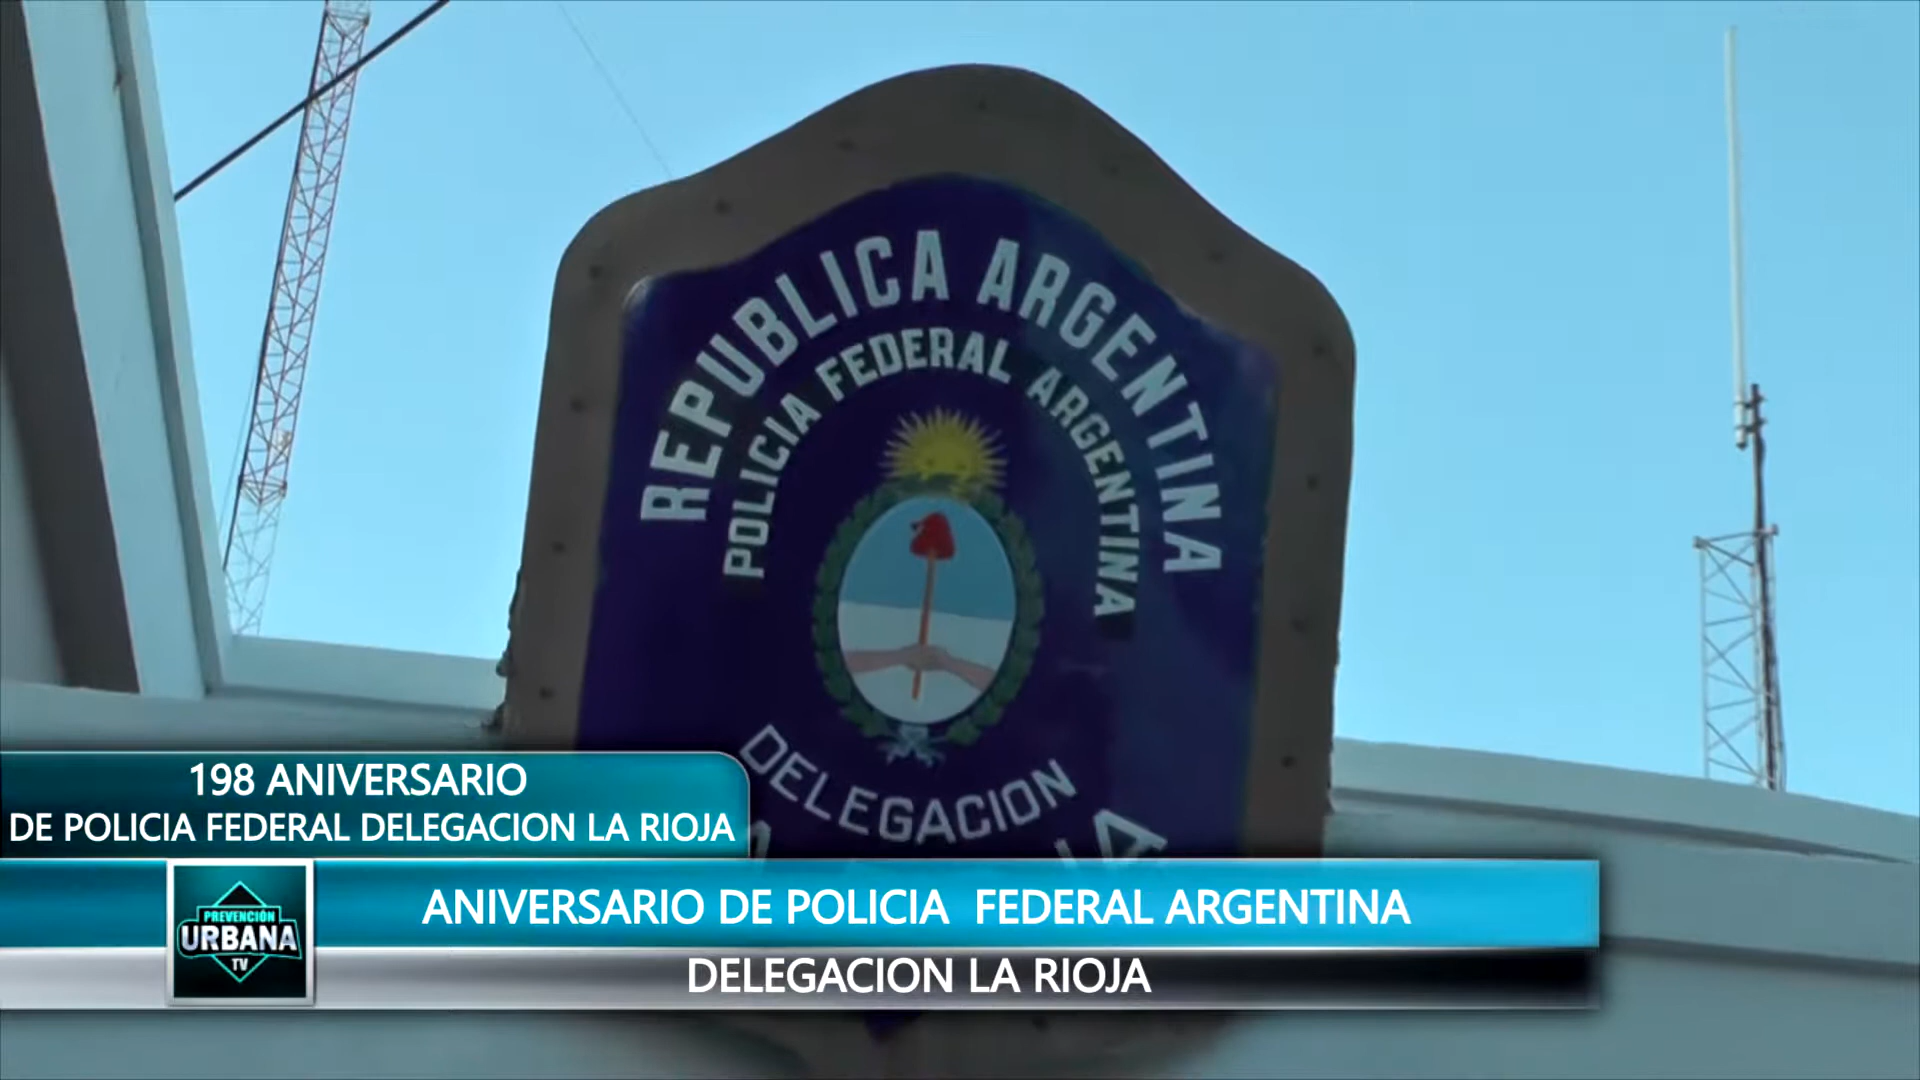 REPUBLICA ARGENTINA
POLICIA FEDERAL ARGENTINA
DELEGACION
198 ANIVERSARIO
DE POLICIA FEDERAL DELEGACION LA RIOJA
ANIVERSARIO DE POLICIA FEDERAL ARGENTINA
DELEGACION LA RIOJA
PREVENCIÓN
URBANA
TV